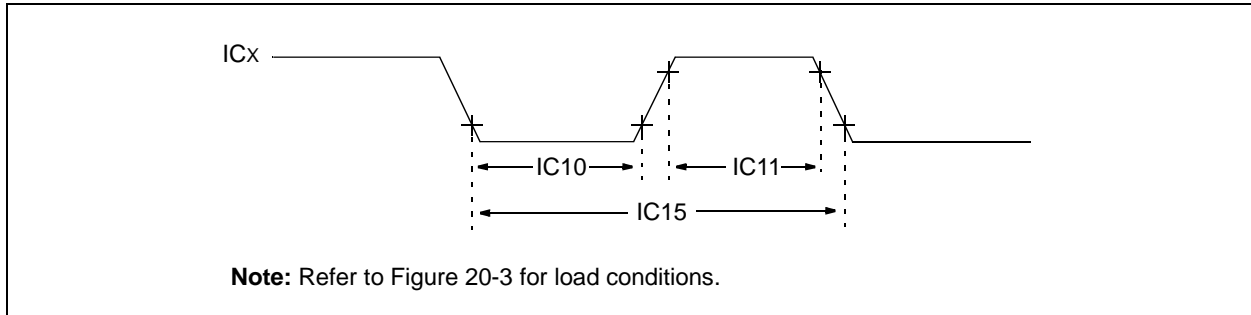 ICX
IC10
IC11
IC15
Note: Refer to Figure 20-3 for load conditions.